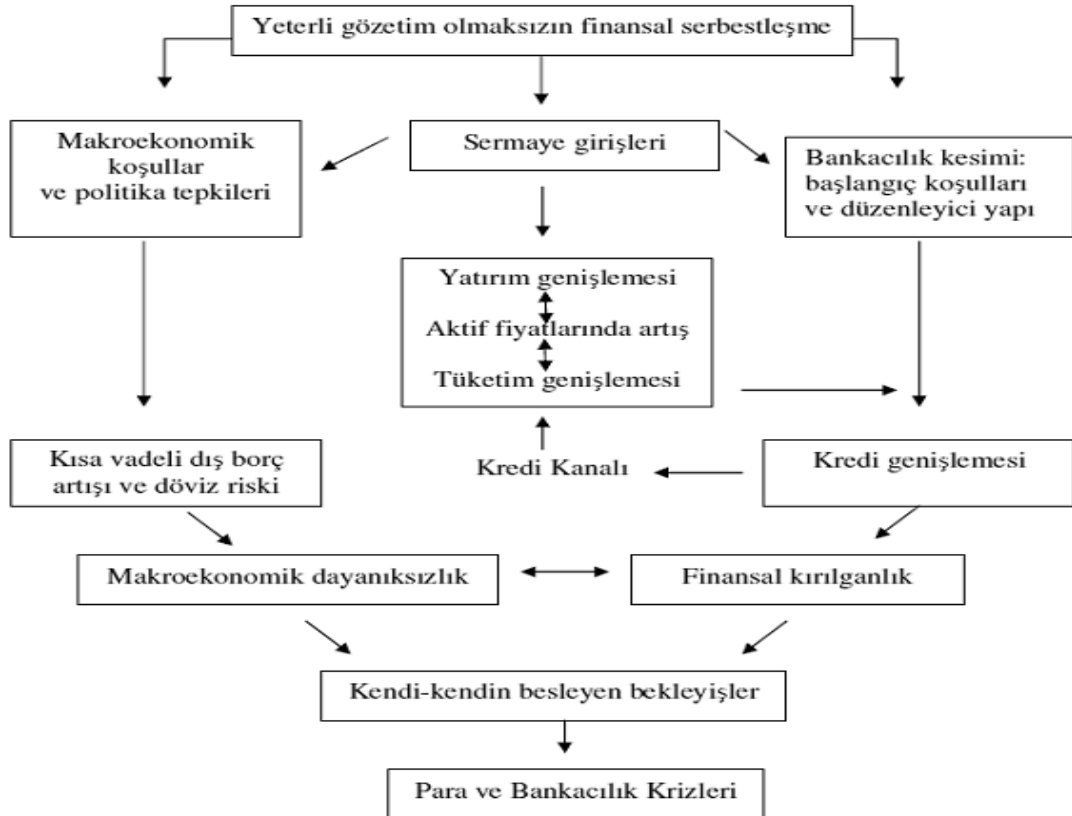 Yeterli gözetim olmaksızın finansal serbestleşme
Makroekonomik
koşullar
ve politika tepkileri
Sermaye girişleri
Bankacılık kesimi:
başlangıç koşulları
ve düzenleyici yapı
Yatırım genişlemesi
Aktif fiyatlarında artış
Tüketim genişlemesi
Kısa vadeli dış borç
artışı ve döviz riski
Kredi Kanalı
Kredi genişlemesi
Makroekonomik dayanıksızlık
Finansal kırılganlık
Kendi-kendin besleyen bekleyişler
Para ve Bankacılık Krizleri